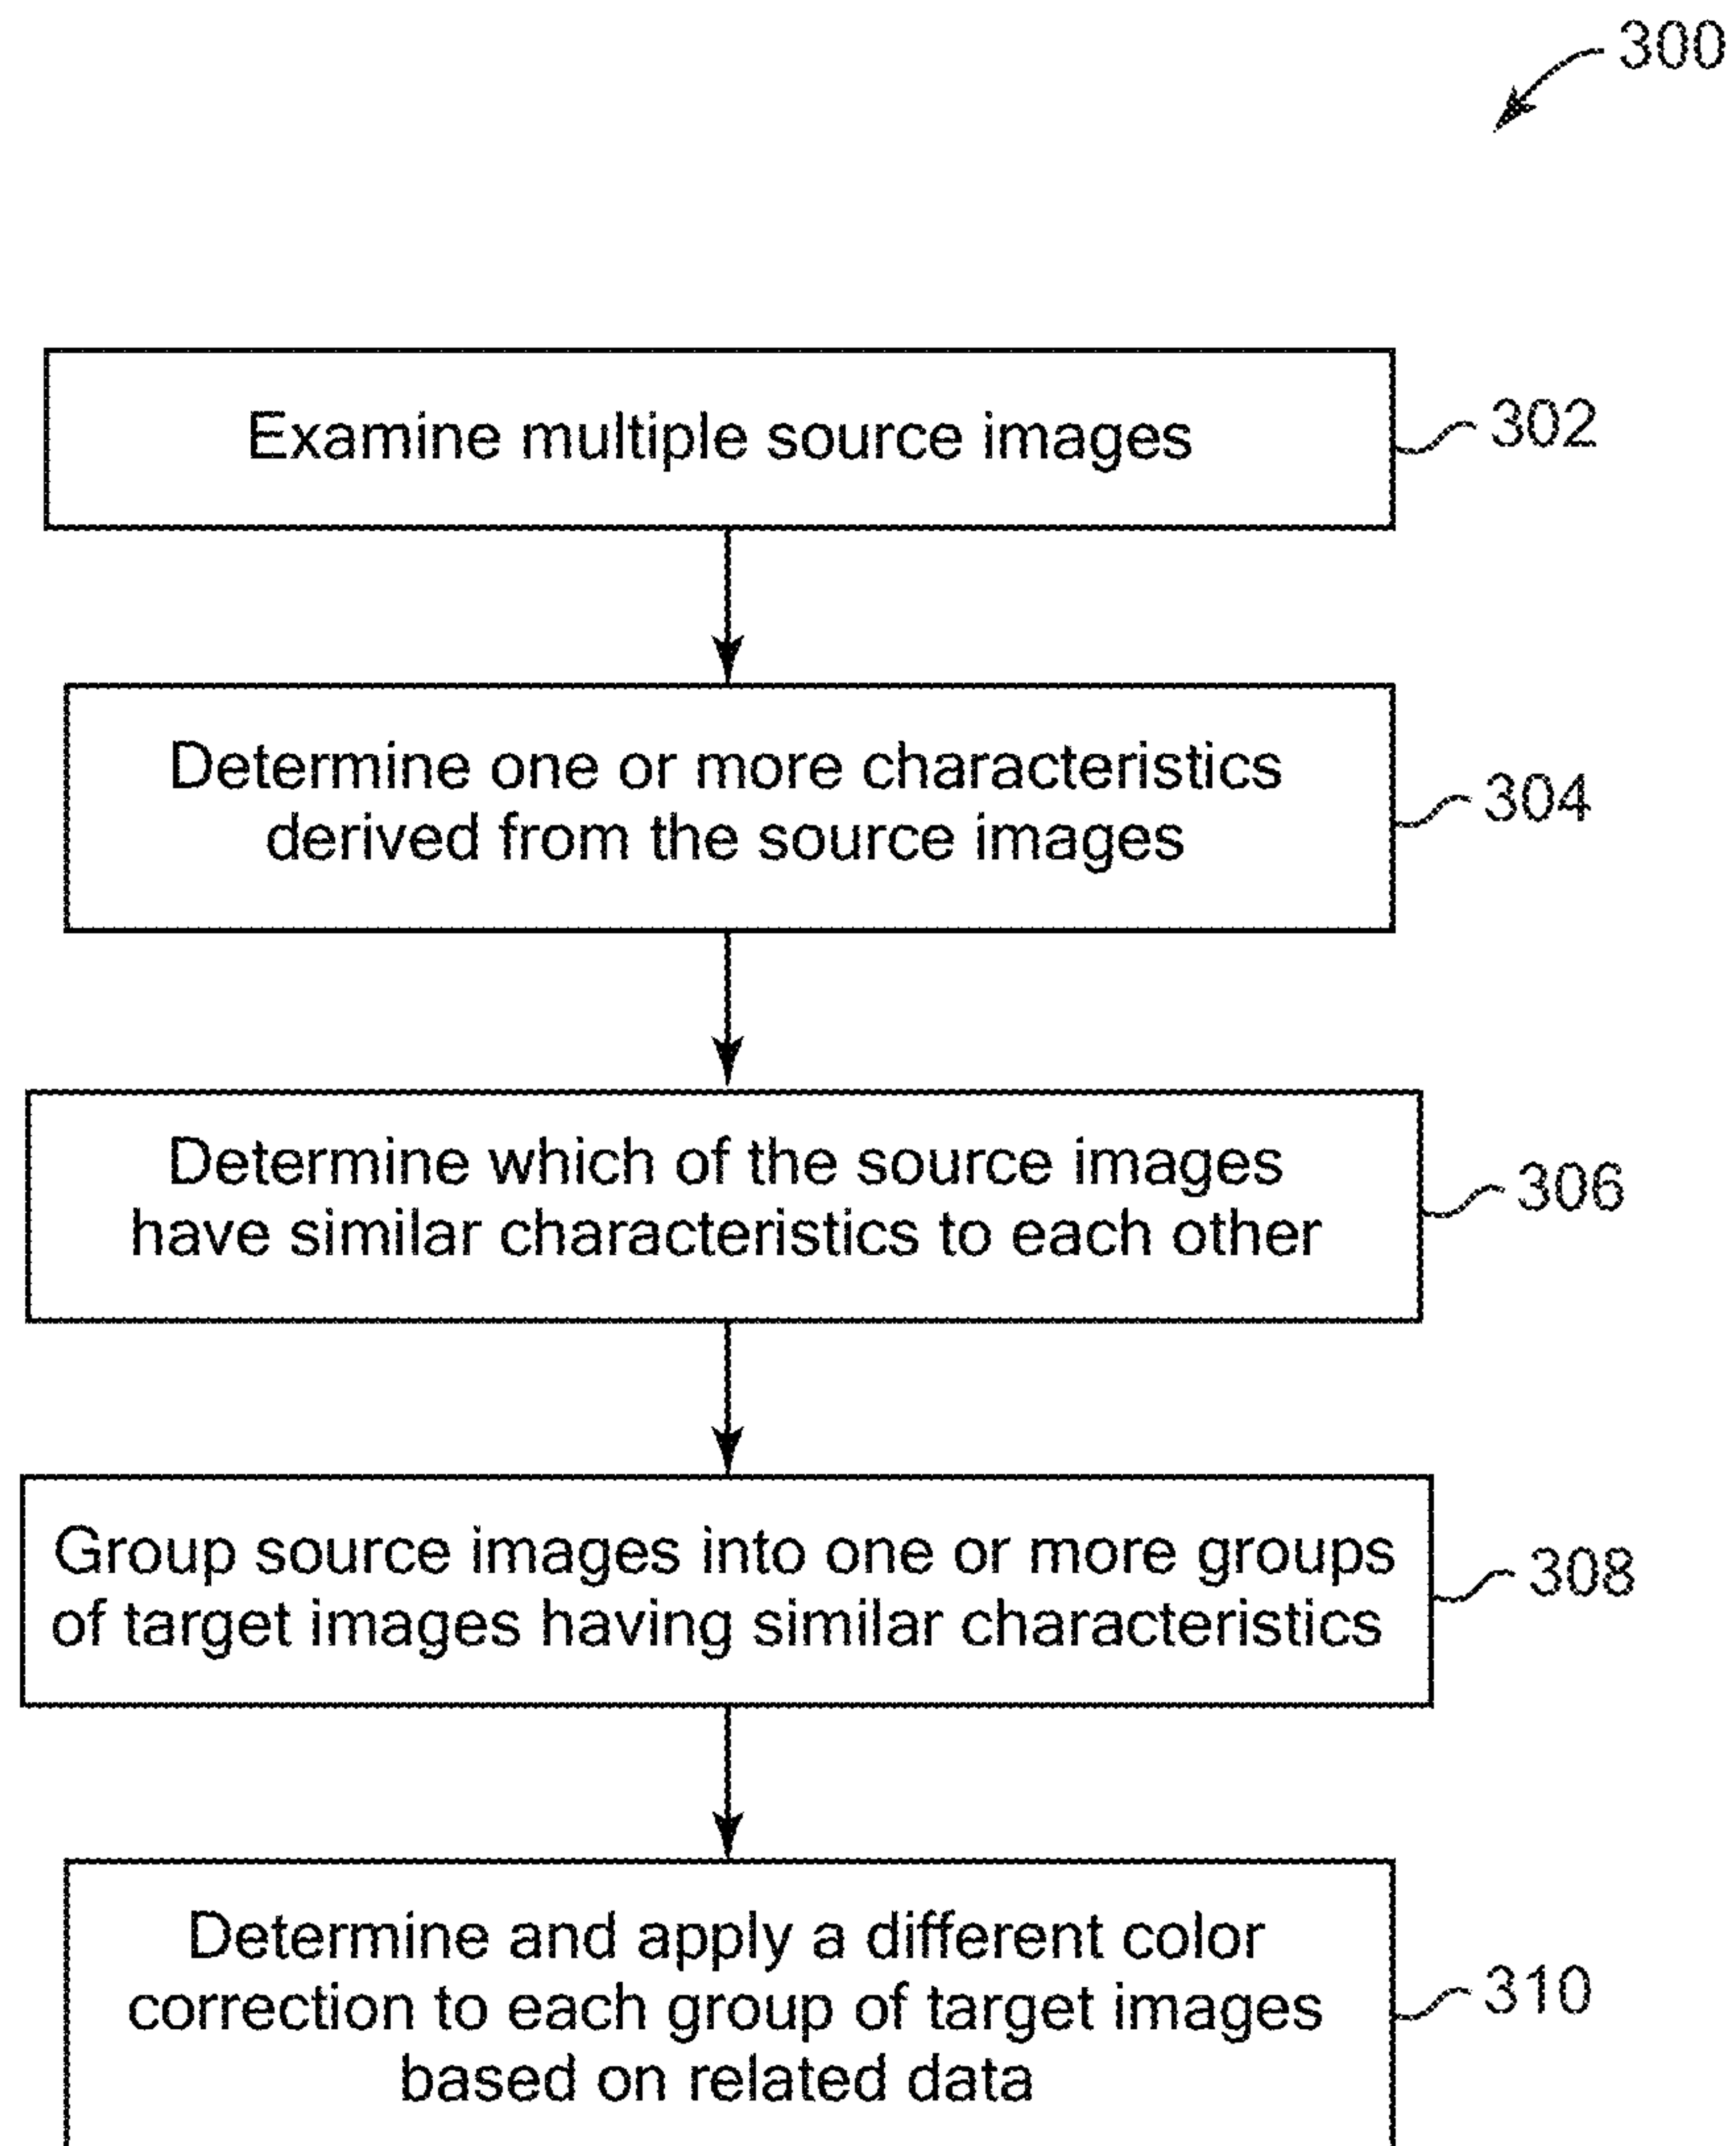 300
Examine multiple source images
302
Determine one or more characteristics
derived from the source images
304
Determine which of the source images
have similar characteristics to each other
306
Group source images into one or more groups
of target images having similar characteristics
308
Determine and apply a different color
correction to each group of target images
based on related data
310